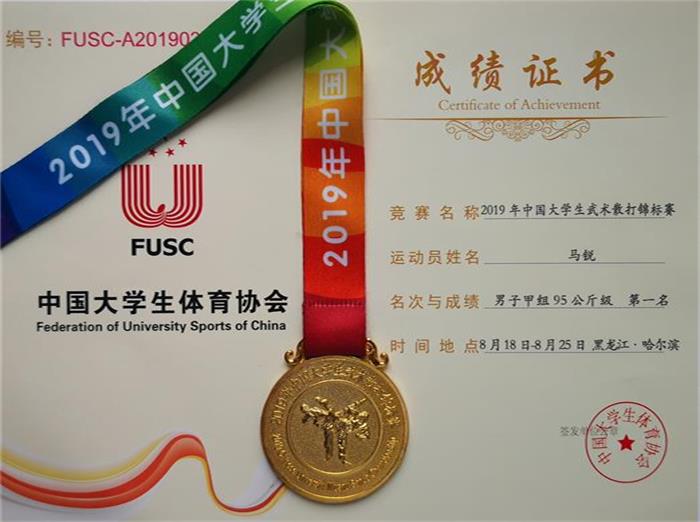 编号：FUSC-A201902
2019年中国大学生
2019年中国大
FUSC
中国大学生体育协会
Federation of University Sports of China
成绩证书
Certificate of Achievement
竞赛名称 2019年中国大学生武术散打锦标赛
运动员姓名 马锐
名次与成绩 男子甲组95公斤级 第一名
时间地点 8月18日-8月25日 黑龙江·哈尔滨
签发单位
中国大学生体育协会